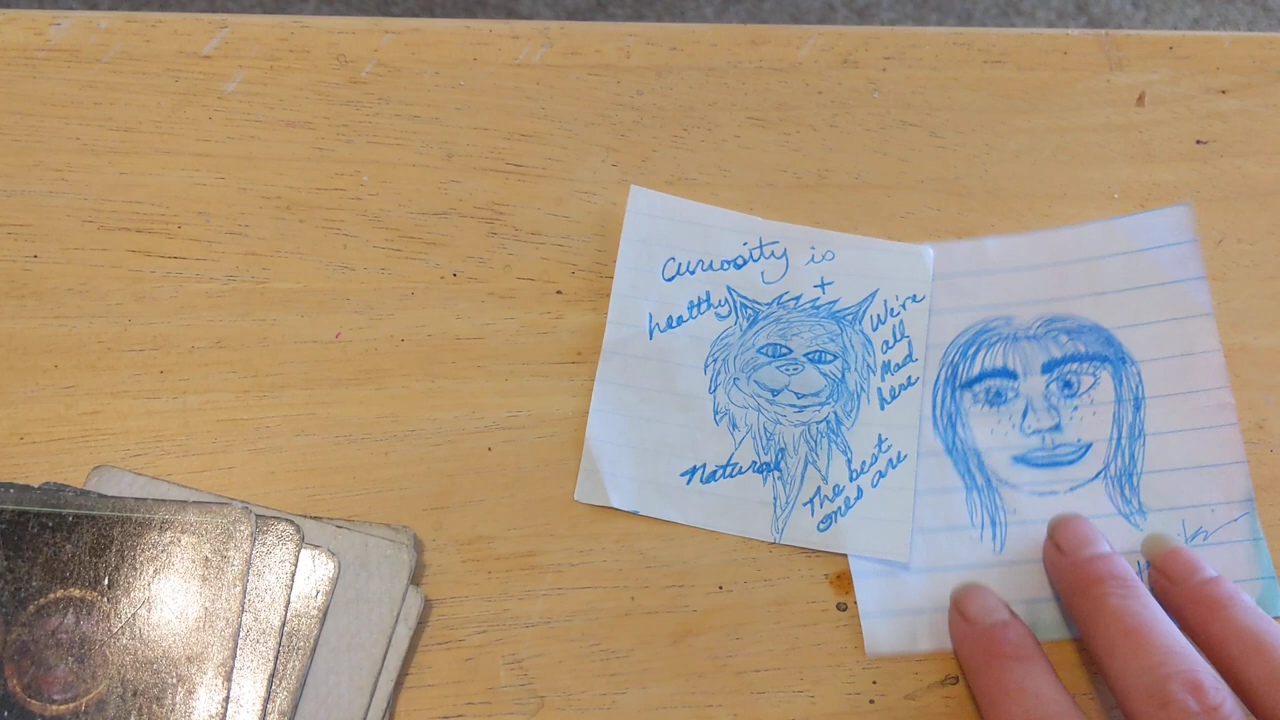 Curiosity is
healthy +
We're
all
Mad
here
Natural
The best
ones are